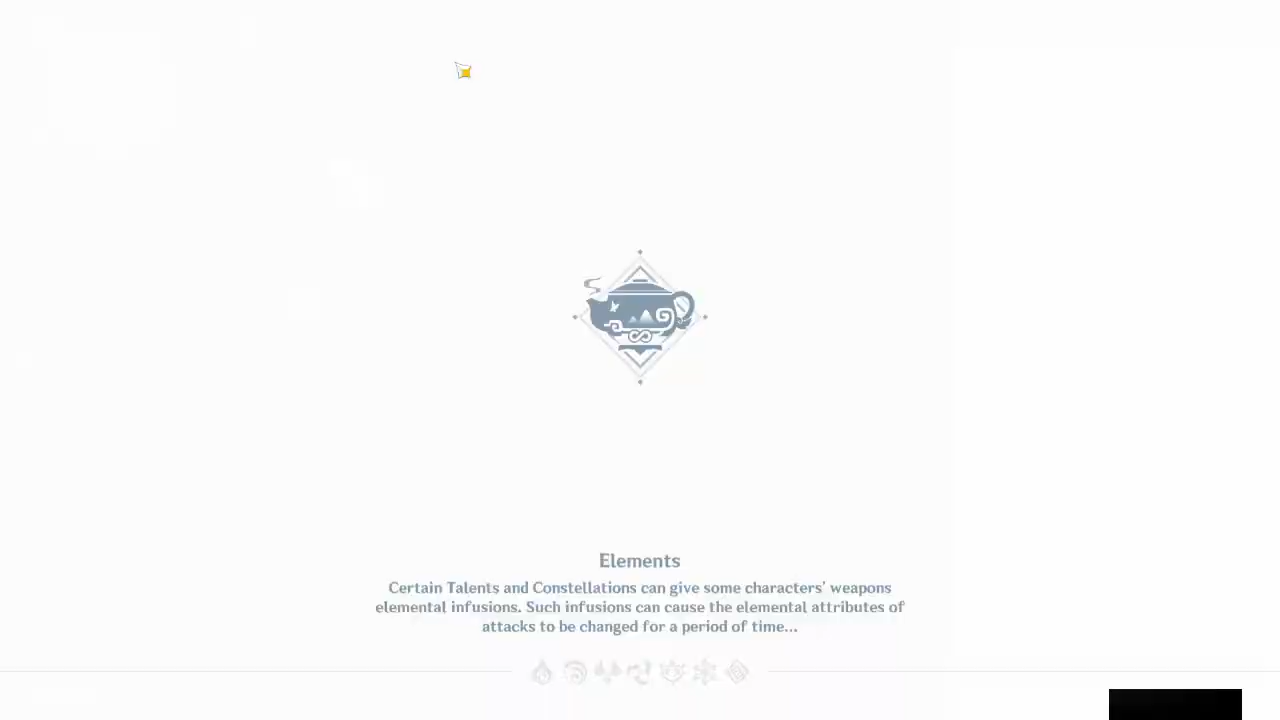 Elements
Certain Talents and Constellations can give some characters' weapons
elemental infusions. Such infusions can cause the elemental attributes of
attacks to be changed for a period of time...